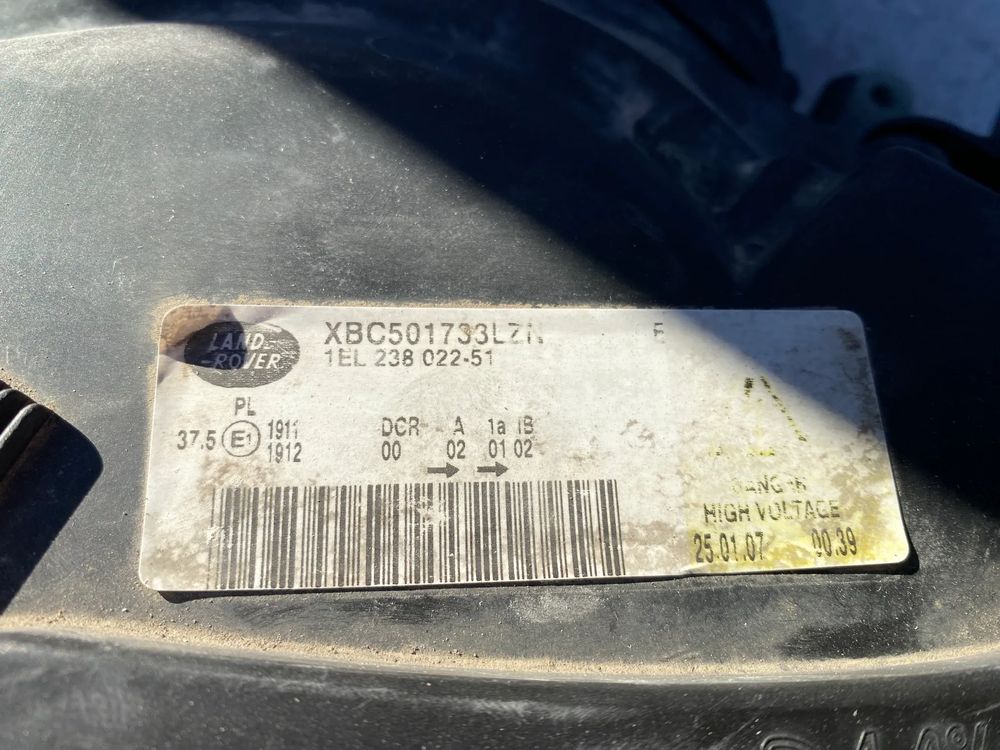 LAND-
-ROVER
XBC501733LZN
E
1EL 238 022-51
PL
37.5 E1 1911
1912
DCR A 1a IB
00 02 01 02
HIGH VOLTAGE
25.01.07 00.39